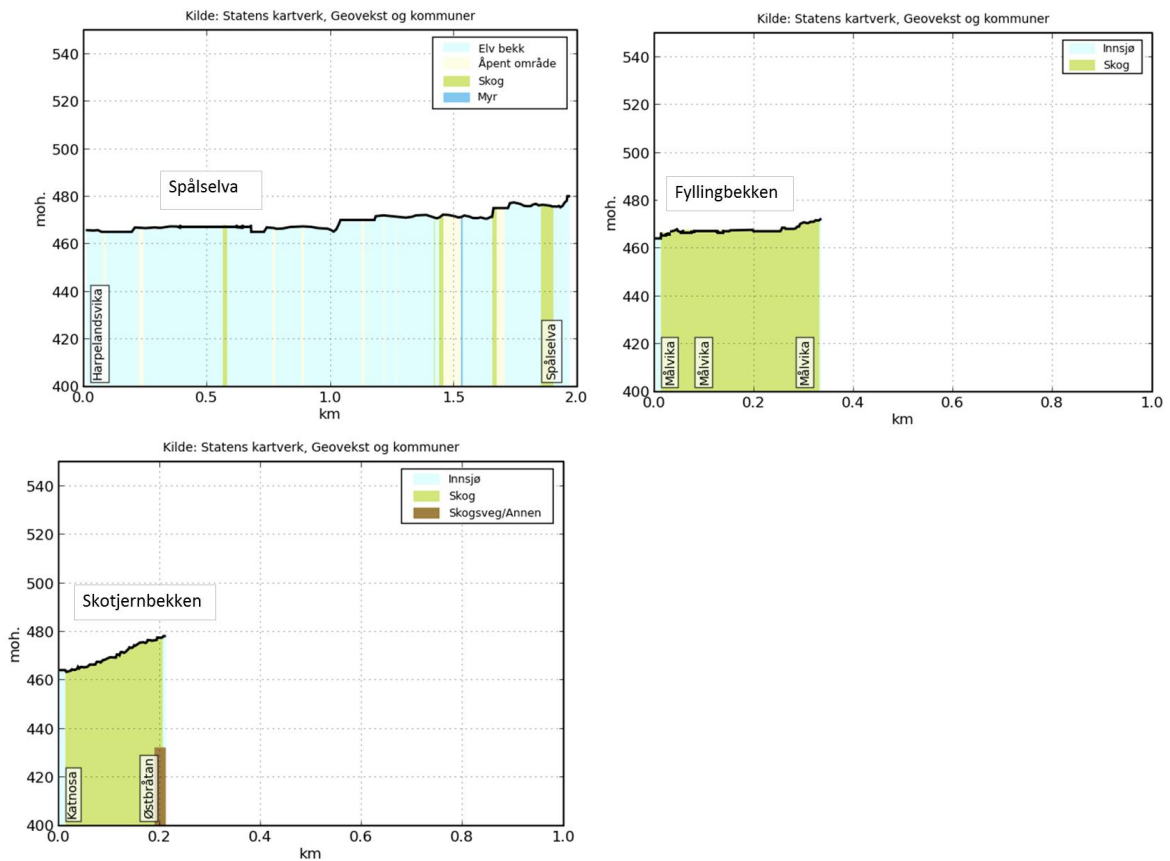 Kilde: Statens kartverk, Geovekst og kommuner
540
520
500
480
460
440
420
400
moh.
Elv bekk
Åpent område
Skog
Myr
Spålselva
Harpelandsvika
Spålselva
0.0 0.5 1.0 1.5 2.0
km
Kilde: Statens kartverk, Geovekst og kommuner
540
520
500
480
460
440
420
400
moh.
Innsjø
Skog
Fyllingbekken
Målvika
Målvika
Målvika
0.0 0.2 0.4 0.6 0.8 1.0
km
Kilde: Statens kartverk, Geovekst og kommuner
540
520
500
480
460
440
420
400
moh.
Innsjø
Skog
Skogsveg/Annen
Skotjernbekken
Katnosa
Østbråtan
0.0 0.2 0.4 0.6 0.8 1.0
km